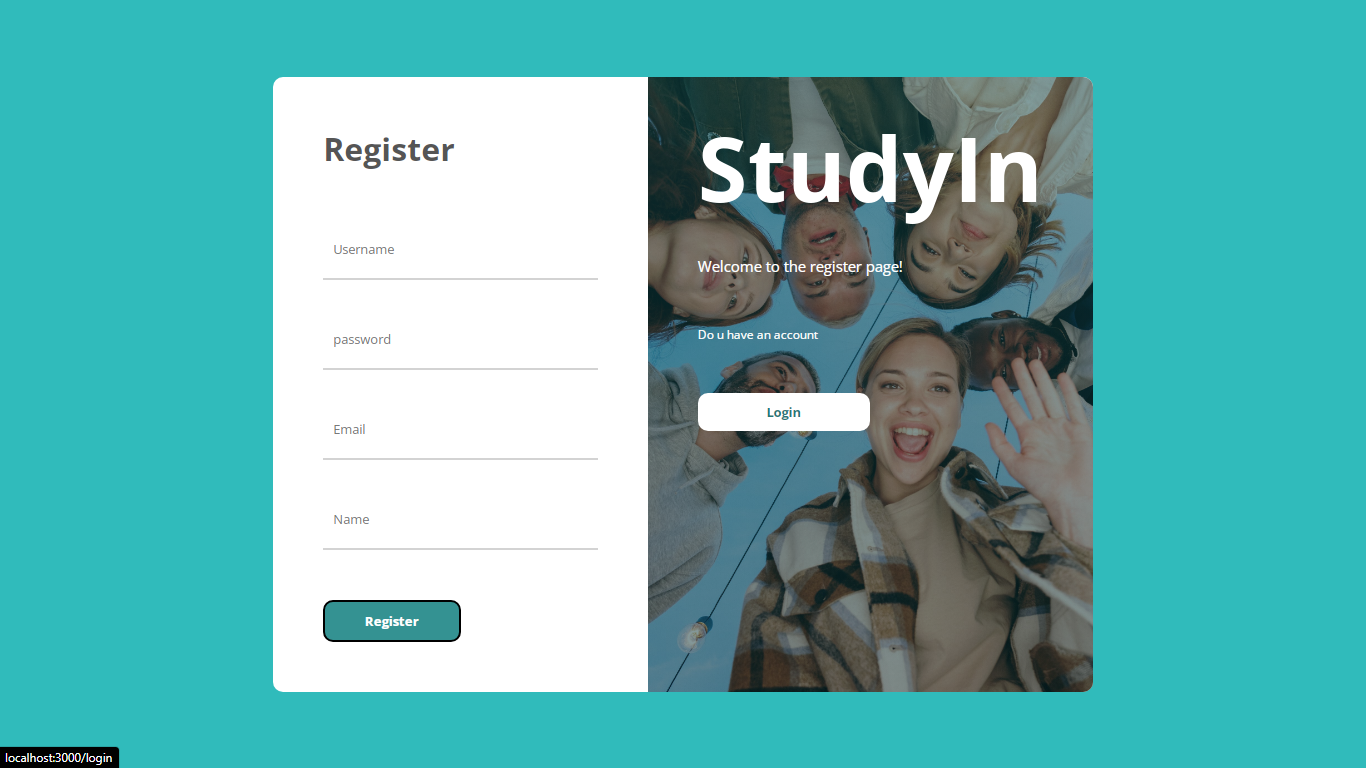 Register
Username
password
Email
Name
Register
StudyIn
Welcome to the register page!
Do u have an account
Login
localhost:3000/login